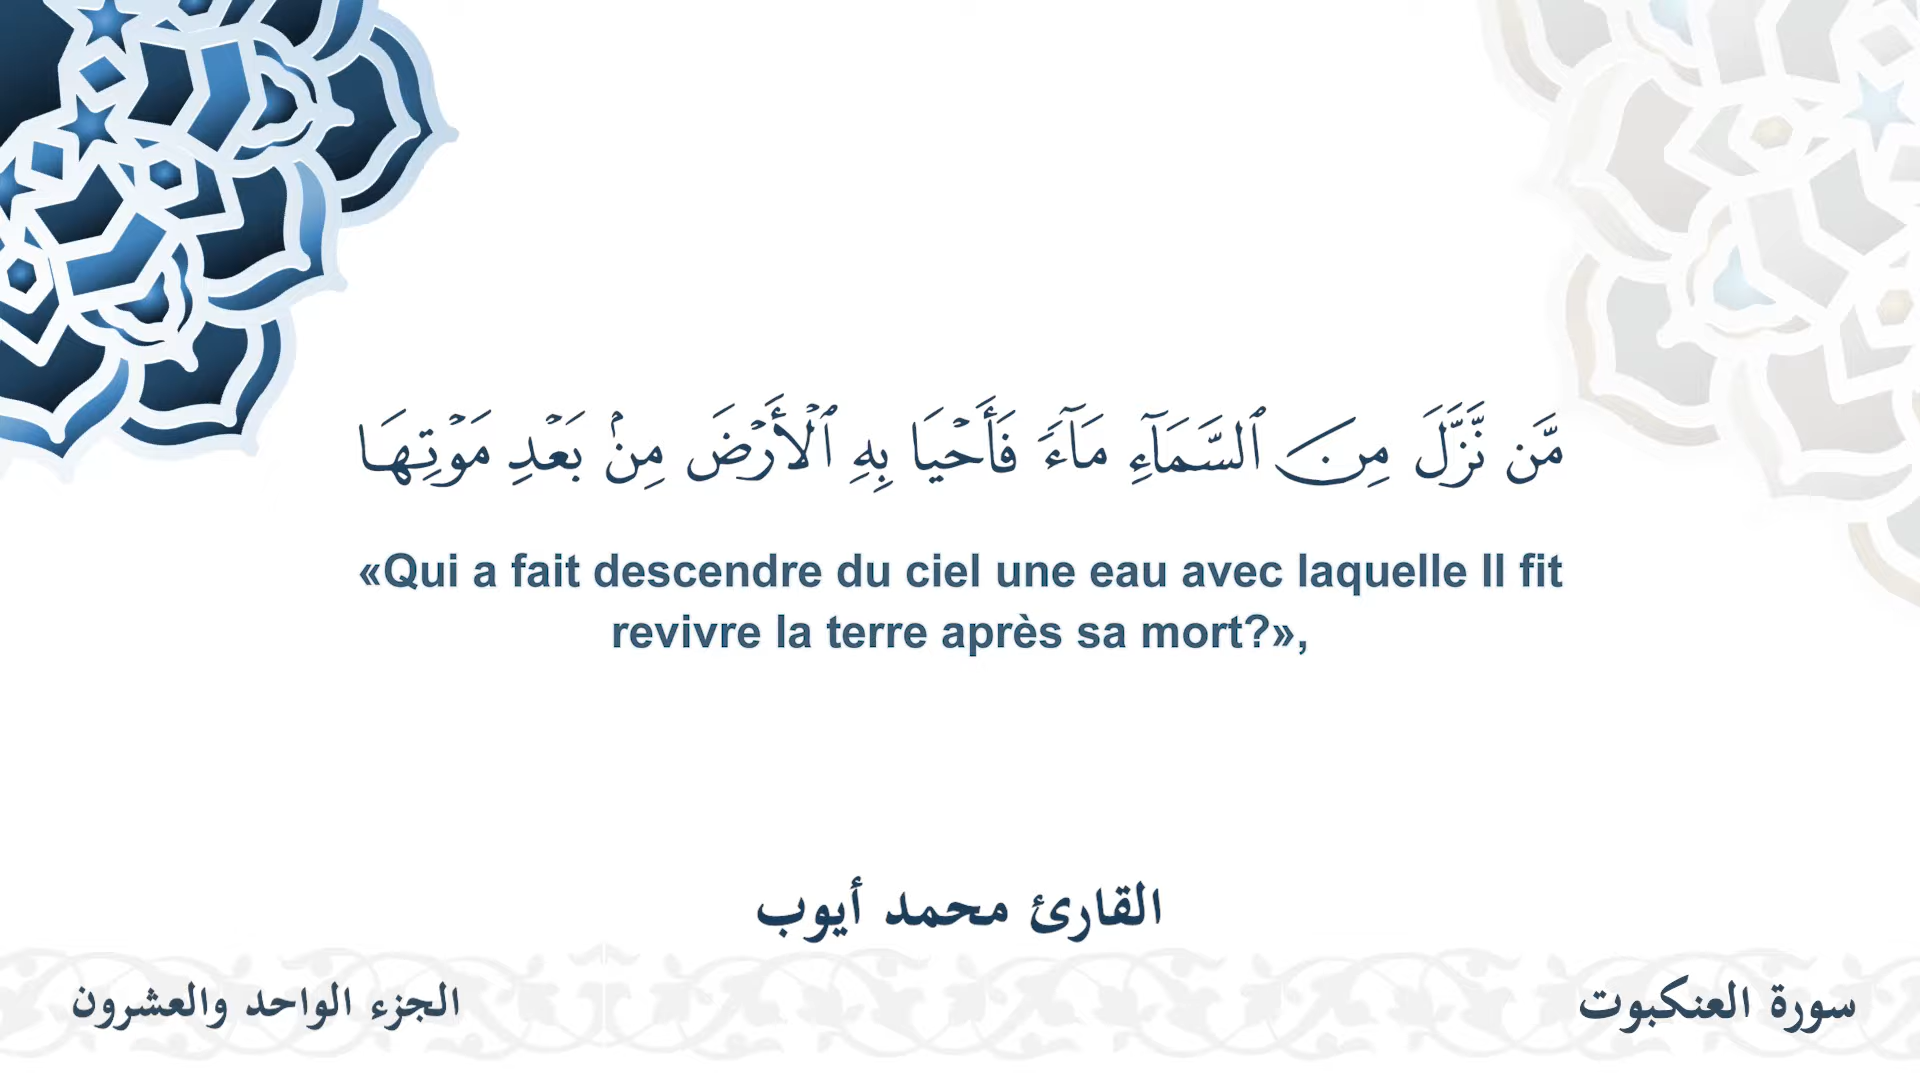 مَّن نَّزَّلَ مِنَ ٱلسَّمَآءِ مَآءً فَأَحْيَا بِهِ ٱلْأَرْضَ مِنۢ بَعْدِ مَوْتِهَا
«Qui a fait descendre du ciel une eau avec laquelle Il fit
revivre la terre après sa mort?»,
القارئ محمد أيوب
سورة العنكبوت
الجزء الواحد والعشرون